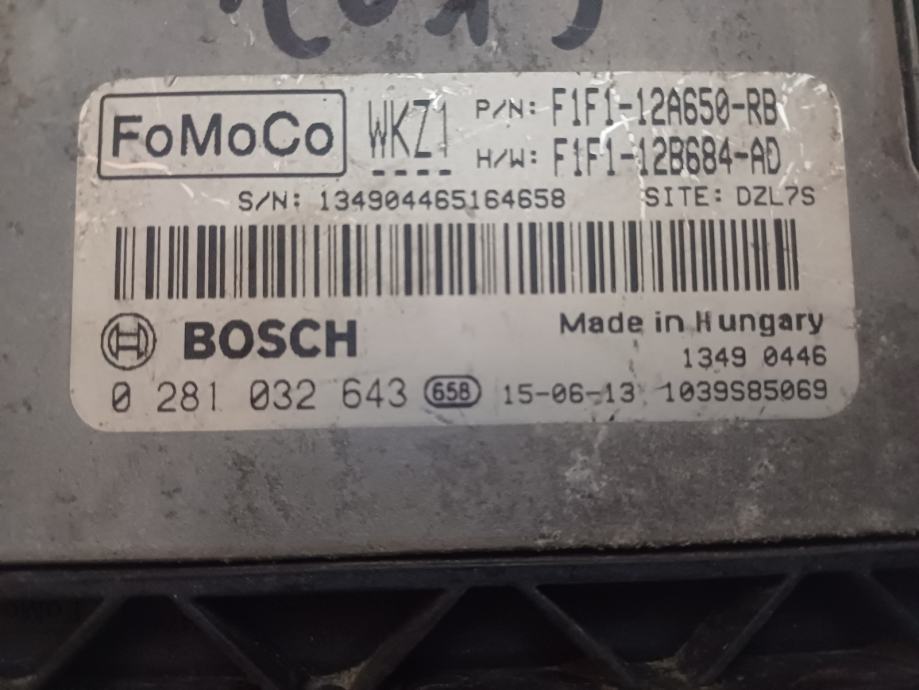 FoMoCo WKZ1 P/N: F1F1-12A650-RB
H/W: F1F1-12B684-AD
S/N: 134904465164658 SITE: DZL7S
BOSCH Made in Hungary
1349 0446
0 281 032 643 658 15-06-13 1039S85069